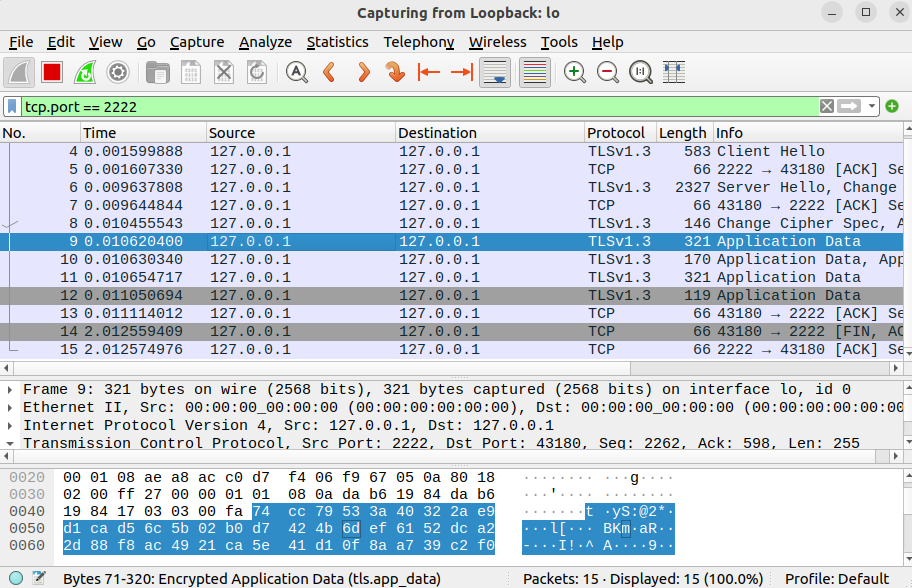 Capturing from Loopback: lo
File Edit View Go Capture Analyze Statistics Telephony Wireless Tools Help
tcp.port == 2222
No. Time Source Destination Protocol Length Info
4 0.001599888 127.0.0.1 127.0.0.1 TLSv1.3 583 Client Hello
5 0.001607330 127.0.0.1 127.0.0.1 TCP 66 2222 → 43180 [ACK] Se
6 0.009637808 127.0.0.1 127.0.0.1 TLSv1.3 2327 Server Hello, Change
7 0.009644844 127.0.0.1 127.0.0.1 TCP 66 43180 → 2222 [ACK] Se
8 0.010455543 127.0.0.1 127.0.0.1 TLSv1.3 146 Change Cipher Spec, A
9 0.010620400 127.0.0.1 127.0.0.1 TLSv1.3 321 Application Data
10 0.010630340 127.0.0.1 127.0.0.1 TLSv1.3 170 Application Data, App
11 0.010654717 127.0.0.1 127.0.0.1 TLSv1.3 321 Application Data
12 0.011050694 127.0.0.1 127.0.0.1 TLSv1.3 119 Application Data
13 0.011114012 127.0.0.1 127.0.0.1 TCP 66 43180 → 2222 [ACK] Se
14 2.012559409 127.0.0.1 127.0.0.1 TCP 66 43180 → 2222 [FIN, AC
15 2.012574976 127.0.0.1 127.0.0.1 TCP 66 2222 → 43180 [ACK] Se
Frame 9: 321 bytes on wire (2568 bits), 321 bytes captured (2568 bits) on interface lo, id 0
Ethernet II, Src: 00:00:00_00:00:00 (00:00:00:00:00:00), Dst: 00:00:00_00:00:00 (00:00:00:00:00:00
Internet Protocol Version 4, Src: 127.0.0.1, Dst: 127.0.0.1
Transmission Control Protocol, Src Port: 2222, Dst Port: 43180, Seq: 2262, Ack: 598, Len: 255
0020 00 01 08 ae a8 ac c0 d7 f4 06 f9 67 05 0a 80 18 ········ ···g····
0030 02 00 ff 27 00 00 01 01 08 0a da b6 19 84 da b6 ···'···· ········
0040 19 84 17 03 03 00 fa 74 cc 79 53 3a 40 32 2a e9 ·······t ·yS:@2*·
0050 d1 ca d5 6c 5b 02 b0 d7 42 4b 6d ef 61 52 dc a2 ···l[··· BKm·aR··
0060 2d 88 f8 ac 49 21 ca 5e 41 d1 0f 8a a7 39 c2 f0 -···I!·^ A····9··
Bytes 71-320: Encrypted Application Data (tls.app_data) Packets: 15 · Displayed: 15 (100.0%) Profile: Default